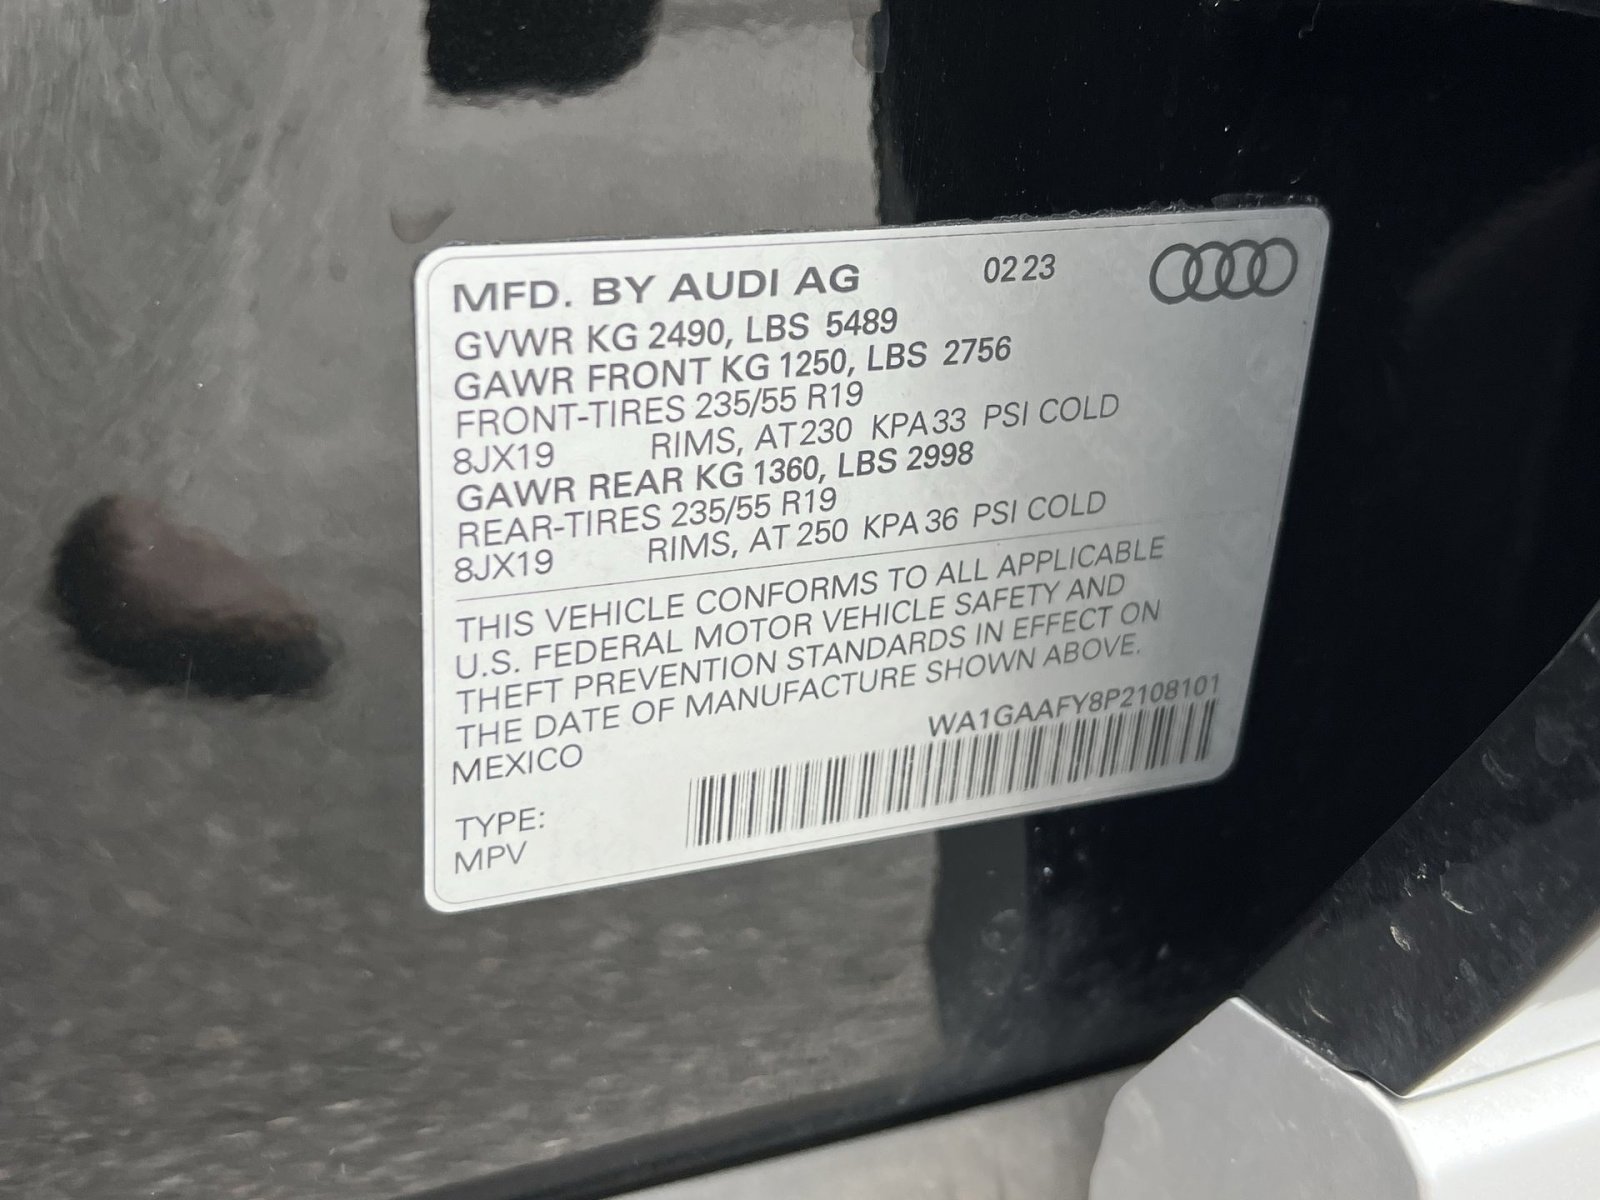 MFD. BY AUDI AG 02 23
GVWR KG 2490, LBS 5489
GAWR FRONT KG 1250, LBS 2756
FRONT-TIRES 235/55 R19
8JX19 RIMS, AT 230 KPA 33 PSI COLD
GAWR REAR KG 1360, LBS 2998
REAR-TIRES 235/55 R19
8JX19 RIMS, AT 250 KPA 36 PSI COLD
THIS VEHICLE CONFORMS TO ALL APPLICABLE
U.S. FEDERAL MOTOR VEHICLE SAFETY AND
THEFT PREVENTION STANDARDS IN EFFECT ON
THE DATE OF MANUFACTURE SHOWN ABOVE.
MEXICO WA1GAAFY8P2108101
TYPE:
MPV